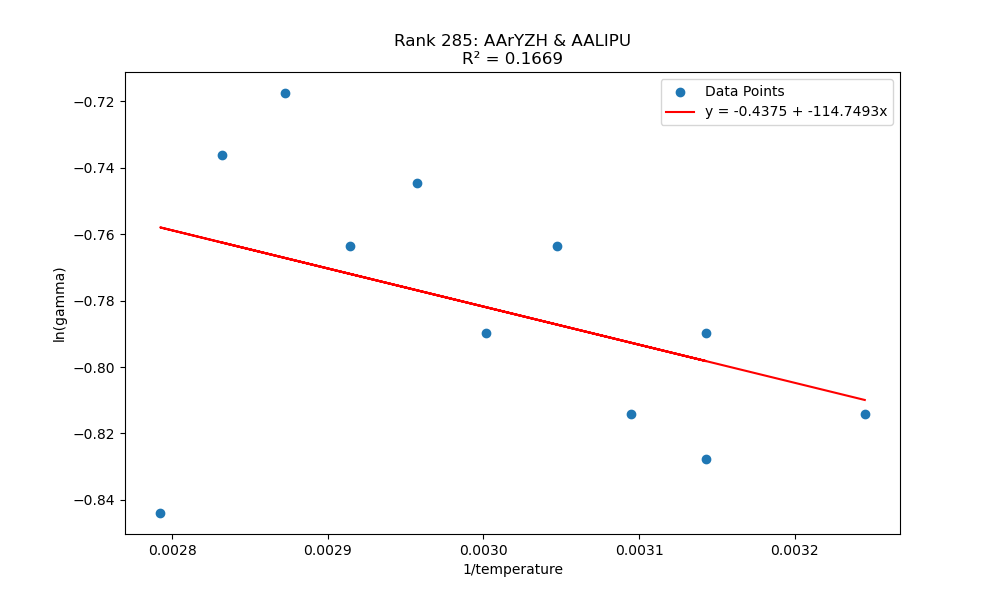 Rank 285: AArYZH & AALIPU
R² = 0.1669
Data Points
y = -0.4375 + -114.7493x
ln(gamma)
−0.72
−0.74
−0.76
−0.78
−0.80
−0.82
−0.84
0.0028
0.0029
0.0030
0.0031
0.0032
1/temperature